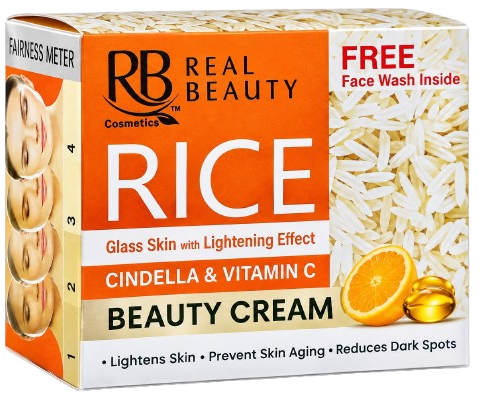 FAIRNESS METER
4
3
2
1
RB
Cosmetics
TM
REAL
BEAUTY
FREE
Face Wash Inside
RICE
Glass Skin with Lightening Effect
CINDELLA & VITAMIN C
BEAUTY CREAM
• Lightens Skin • Prevent Skin Aging • Reduces Dark Spots